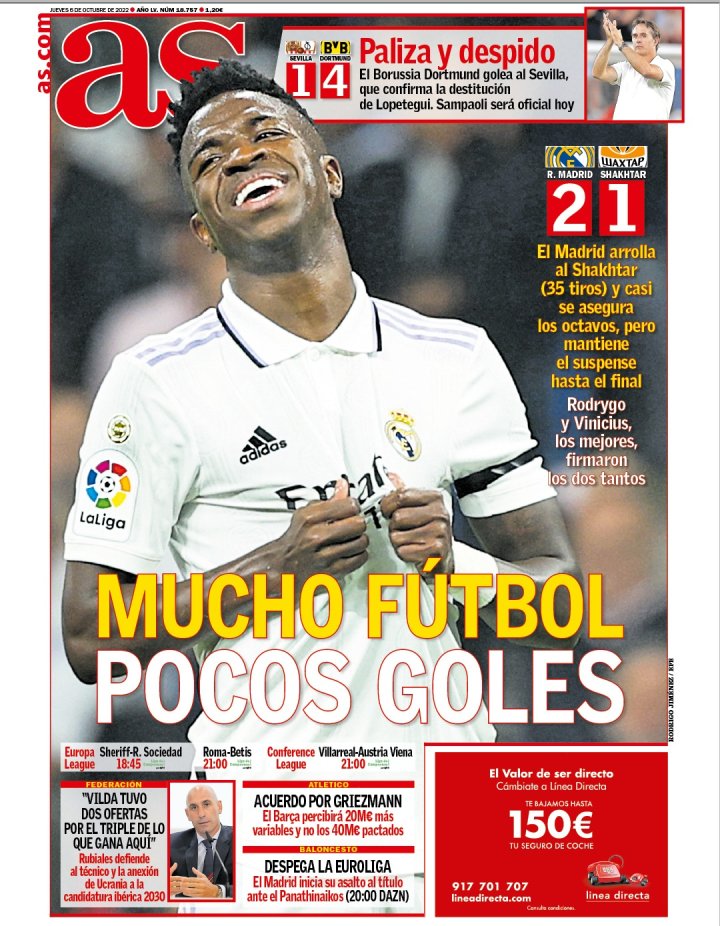 JUEVES 6 DE OCTUBRE DE 2022 ● AÑO LV. NÚM 18.757 ● 1,20€
as.com
as
SEVILLA DORTMUND
1 4
Paliza y despido
El Borussia Dortmund golea al Sevilla,
que confirma la destitución
de Lopetegui. Sampaoli será oficial hoy
ШАХТАР
R. MADRID SHAKHTAR
2 1
El Madrid arrolla
al Shakhtar
(35 tiros) y casi
se asegura
los octavos, pero
mantiene
el suspense
hasta el final
Rodrygo
y Vinicius,
los mejores,
firmaron
los dos tantos
adidas
LaLiga
MUCHO FÚTBOL
POCOS GOLES
RODRIGO JIMÉNEZ / EFE
Europa League
Sheriff-R. Sociedad
18:45
Roma-Betis
21:00
Conference League
Villarreal-Austria Viena
21:00
FEDERACIÓN
“VILDA TUVO
DOS OFERTAS
POR EL TRIPLE DE LO
QUE GANA AQUÍ”
Rubiales defiende
al técnico y la anexión
de Ucrania a la
candidatura ibérica 2030
ATLÉTICO
ACUERDO POR GRIEZMANN
El Barça percibirá 20M€ más
variables y no los 40M€ pactados
BALONCESTO
DESPEGA LA EUROLIGA
El Madrid inicia su asalto al título
ante el Panathinaikos (20:00 DAZN)
El Valor de ser directo
Cámbiate a Línea Directa
TE BAJAMOS HASTA
150€
TU SEGURO DE COCHE
917 701 707
lineadirecta.com
Consulta condiciones.
linea directa